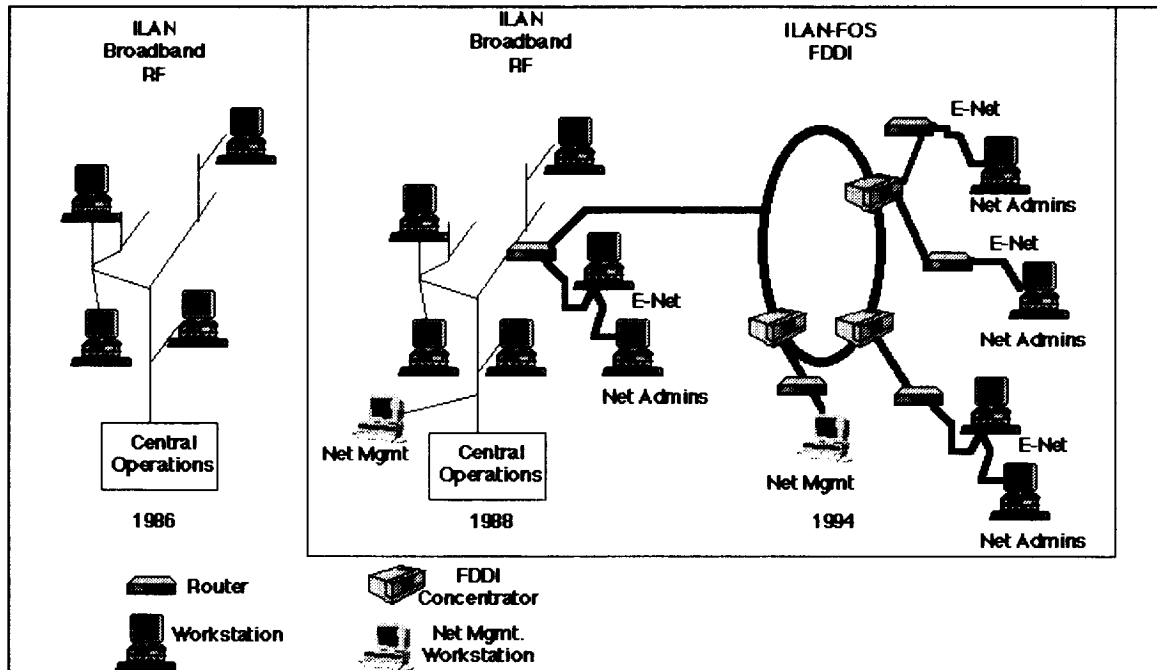 ILAN
Broadband
RF
ILAN
Broadband
RF
ILAN-FOS
FDDI
E-Net
Net Admins
E-Net
Net Admins
E-Net
Net Admins
Net Mgmt
Central
Operations
Central
Operations
Net Mgmt
E-Net
Net Admins
1986
1988
1994
Router
FDDI
Concentrator
Workstation
Net Mgmt.
Workstation